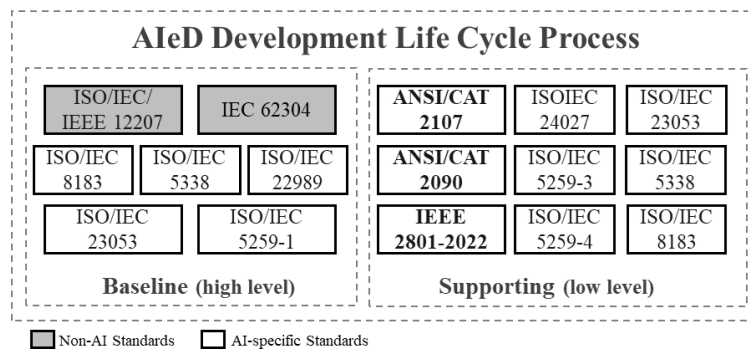 AIeD Development Life Cycle Process
ISO/IEC/
IEEE 12207
IEC 62304
ISO/IEC
8183
ISO/IEC
5338
ISO/IEC
22989
ISO/IEC
23053
ISO/IEC
5259-1
Baseline (high level)
ANSI/CAT
2107
ISOIEC
24027
ISO/IEC
23053
ANSI/CAT
2090
ISO/IEC
5259-3
ISO/IEC
5338
IEEE
2801-2022
ISO/IEC
5259-4
ISO/IEC
8183
Supporting (low level)
Non-AI Standards
AI-specific Standards